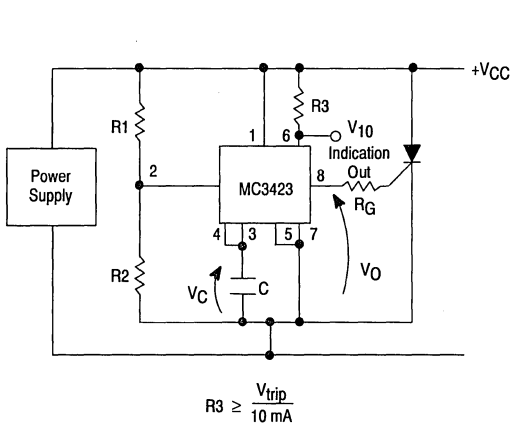 +VCC
R1
R3
1
6
V10
Indication
Out
2
8
Power
Supply
MC3423
RG
4
3
5
7
R2
VC
C
VO
R3 ≥ Vtrip / 10 mA